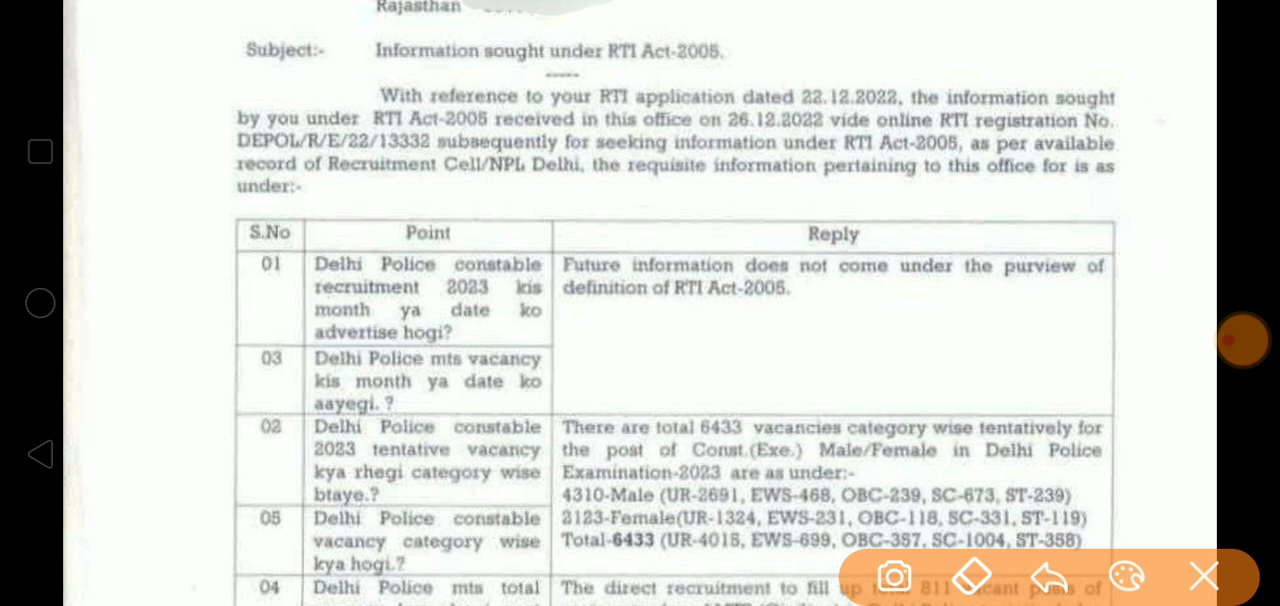 Rajasthan
Subject:- Information sought under RTI Act-2005.
With reference to your RTI application dated 22.12.2022, the information sought
by you under RTI Act-2005 received in this office on 26.12.2022 vide online RTI registration No.
DEPOL/R/E/22/13332 subsequently for seeking information under RTI Act-2005, as per available
record of Recruitment Cell/NPL Delhi, the requisite information pertaining to this office for is as
under:-
S.No Point Reply
01 Delhi Police constable
recruitment 2023 kis
month ya date ko
advertise hogi?
Future information does not come under the purview of
definition of RTI Act-2005.
03 Delhi Police mts vacancy
kis month ya date ko
aayegi. ?
02 Delhi Police constable
2023 tentative vacancy
kya rhegi category wise
btaye.?
There are total 6433 vacancies category wise tentatively for
the post of Const.(Exe.) Male/Female in Delhi Police
Examination-2023 are as under:-
4310-Male (UR-2691, EWS-468, OBC-239, SC-673, ST-239)
2123-Female(UR-1324, EWS-231, OBC-118, SC-331, ST-119)
Total-6433 (UR-4015, EWS-699, OBC-357, SC-1004, ST-358)
05 Delhi Police constable
vacancy category wise
kya hogi.?
04 Delhi Police mts total
The direct recruitment to fill up 811 of